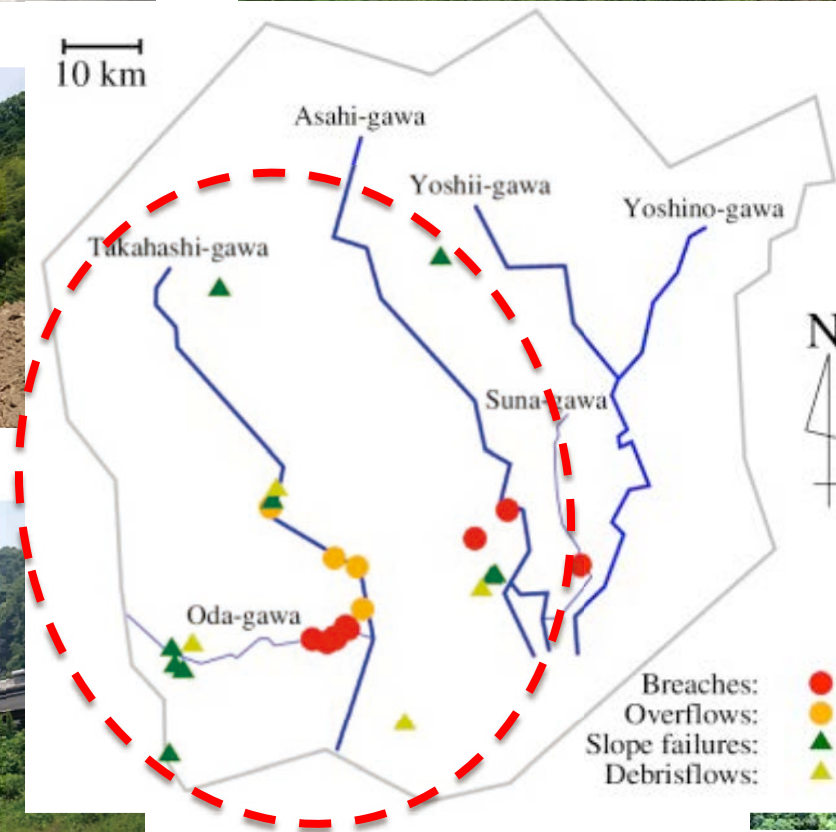 10 km
Asahi-gawa
Yoshii-gawa
Yoshino-gawa
Takahashi-gawa
N
Suna-gawa
Oda-gawa
Breaches:
Overflows:
Slope failures:
Debrisflows: